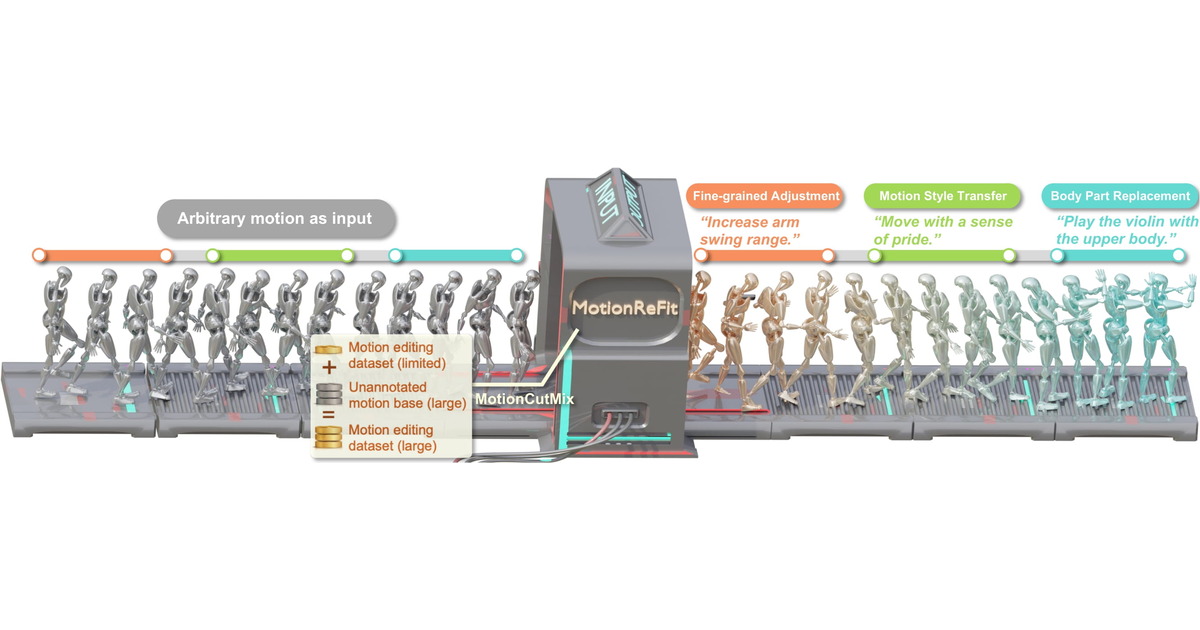 Arbitrary motion as input
INPUT
OUTPUT
MotionReFit
Motion editing
dataset (limited)
+
Unannotated
motion base (large)
=
Motion editing
dataset (large)
MotionCutMix
Fine-grained Adjustment
“Increase arm
swing range.”
Motion Style Transfer
“Move with a sense
of pride.”
Body Part Replacement
“Play the violin with
the upper body.”